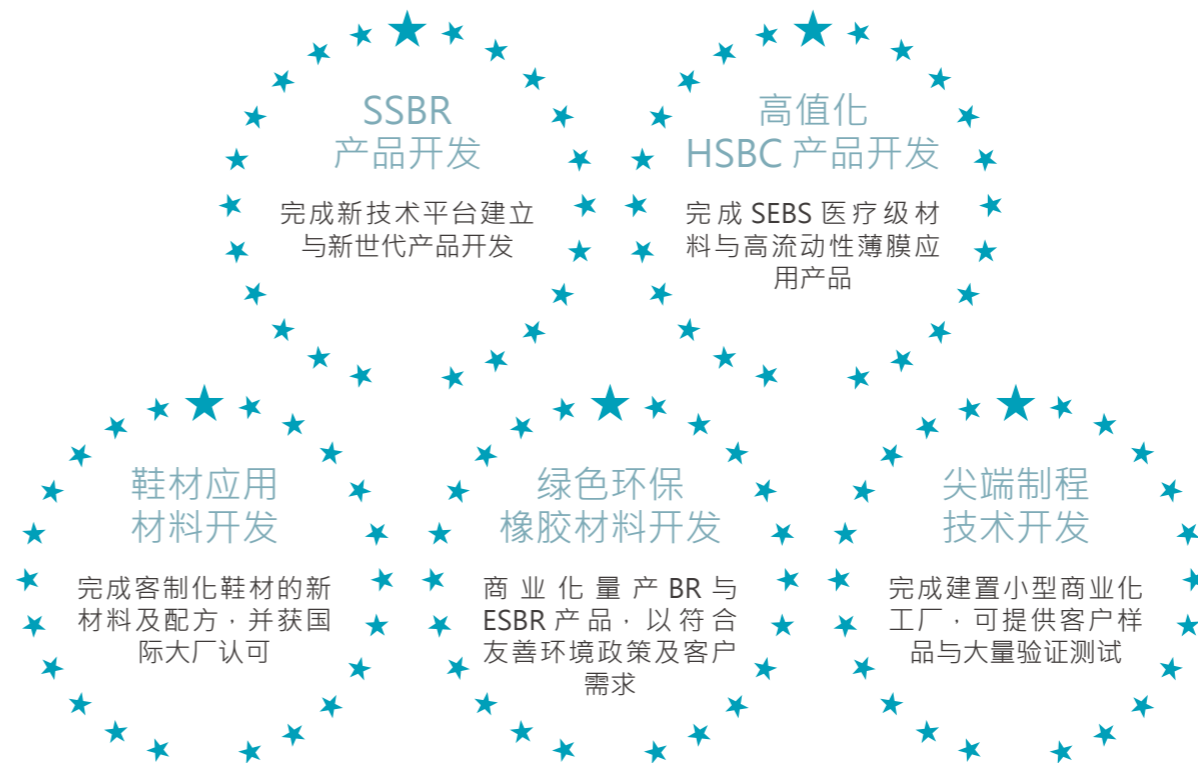 SSBR
产品开发
完成新技术平台建立
与新世代产品开发
高值化
HSBC 产品开发
完成 SEBS 医疗级材
料与高流动性薄膜应
用产品
鞋材应用
材料开发
完成客制化鞋材的新
材料及配方，并获国
际大厂认可
绿色环保
橡胶材料开发
商业化量产 BR 与
ESBR 产品，以符合
友善环境政策及客户
需求
尖端制程
技术开发
完成建置小型商业化
工厂，可提供客户样
品与大量验证测试